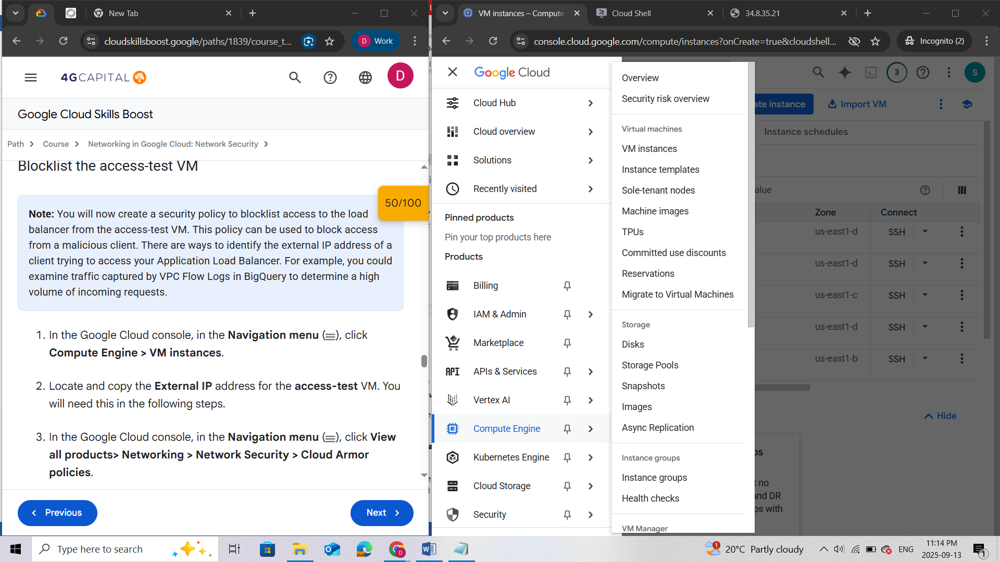 New Tab
cloudskillsboost.google/paths/1839/course_t...
D
Work
4GCAPITAL
D
Google Cloud Skills Boost
Path
Course
Networking in Google Cloud: Network Security
Blocklist the access-test VM
50/100
Note: You will now create a security policy to blocklist access to the load
balancer from the access-test VM. This policy can be used to block access
from a malicious client. There are ways to identify the external IP address of a
client trying to access your Application Load Balancer. For example, you could
examine traffic captured by VPC Flow Logs in BigQuery to determine a high
volume of incoming requests.
1. In the Google Cloud console, in the Navigation menu (), click
Compute Engine > VM instances.
2. Locate and copy the External IP address for the access-test VM. You
will need this in the following steps.
3. In the Google Cloud console, in the Navigation menu (), click View
all products> Networking > Network Security > Cloud Armor
policies.
Previous
Next
VM instances – Compute
Cloud Shell
34.8.35.21
console.cloud.google.com/compute/instances?onCreate=true&cloudshell...
Incognito (2)
Google Cloud
Cloud Hub
Cloud overview
Solutions
Recently visited
Pinned products
Pin your top products here
Products
Billing
IAM & Admin
Marketplace
API
APIs & Services
Vertex AI
Compute Engine
Kubernetes Engine
Cloud Storage
Security
Overview
Security risk overview
Virtual machines
VM instances
Instance templates
Sole-tenant nodes
Machine images
TPUs
Committed use discounts
Reservations
Migrate to Virtual Machines
Storage
Disks
Storage Pools
Snapshots
Images
Async Replication
Instance groups
Instance groups
Health checks
VM Manager
3
S
ate instance
Import VM
Instance schedules
alue
Zone
Connect
us-east1-d
SSH
us-east1-d
SSH
us-east1-c
SSH
us-east1-d
SSH
us-east1-b
SSH
Hide
os
t no
and DR
ps with
Type here to search
D
1
20°C Partly cloudy
ENG
11:14 PM
2025-09-13
1